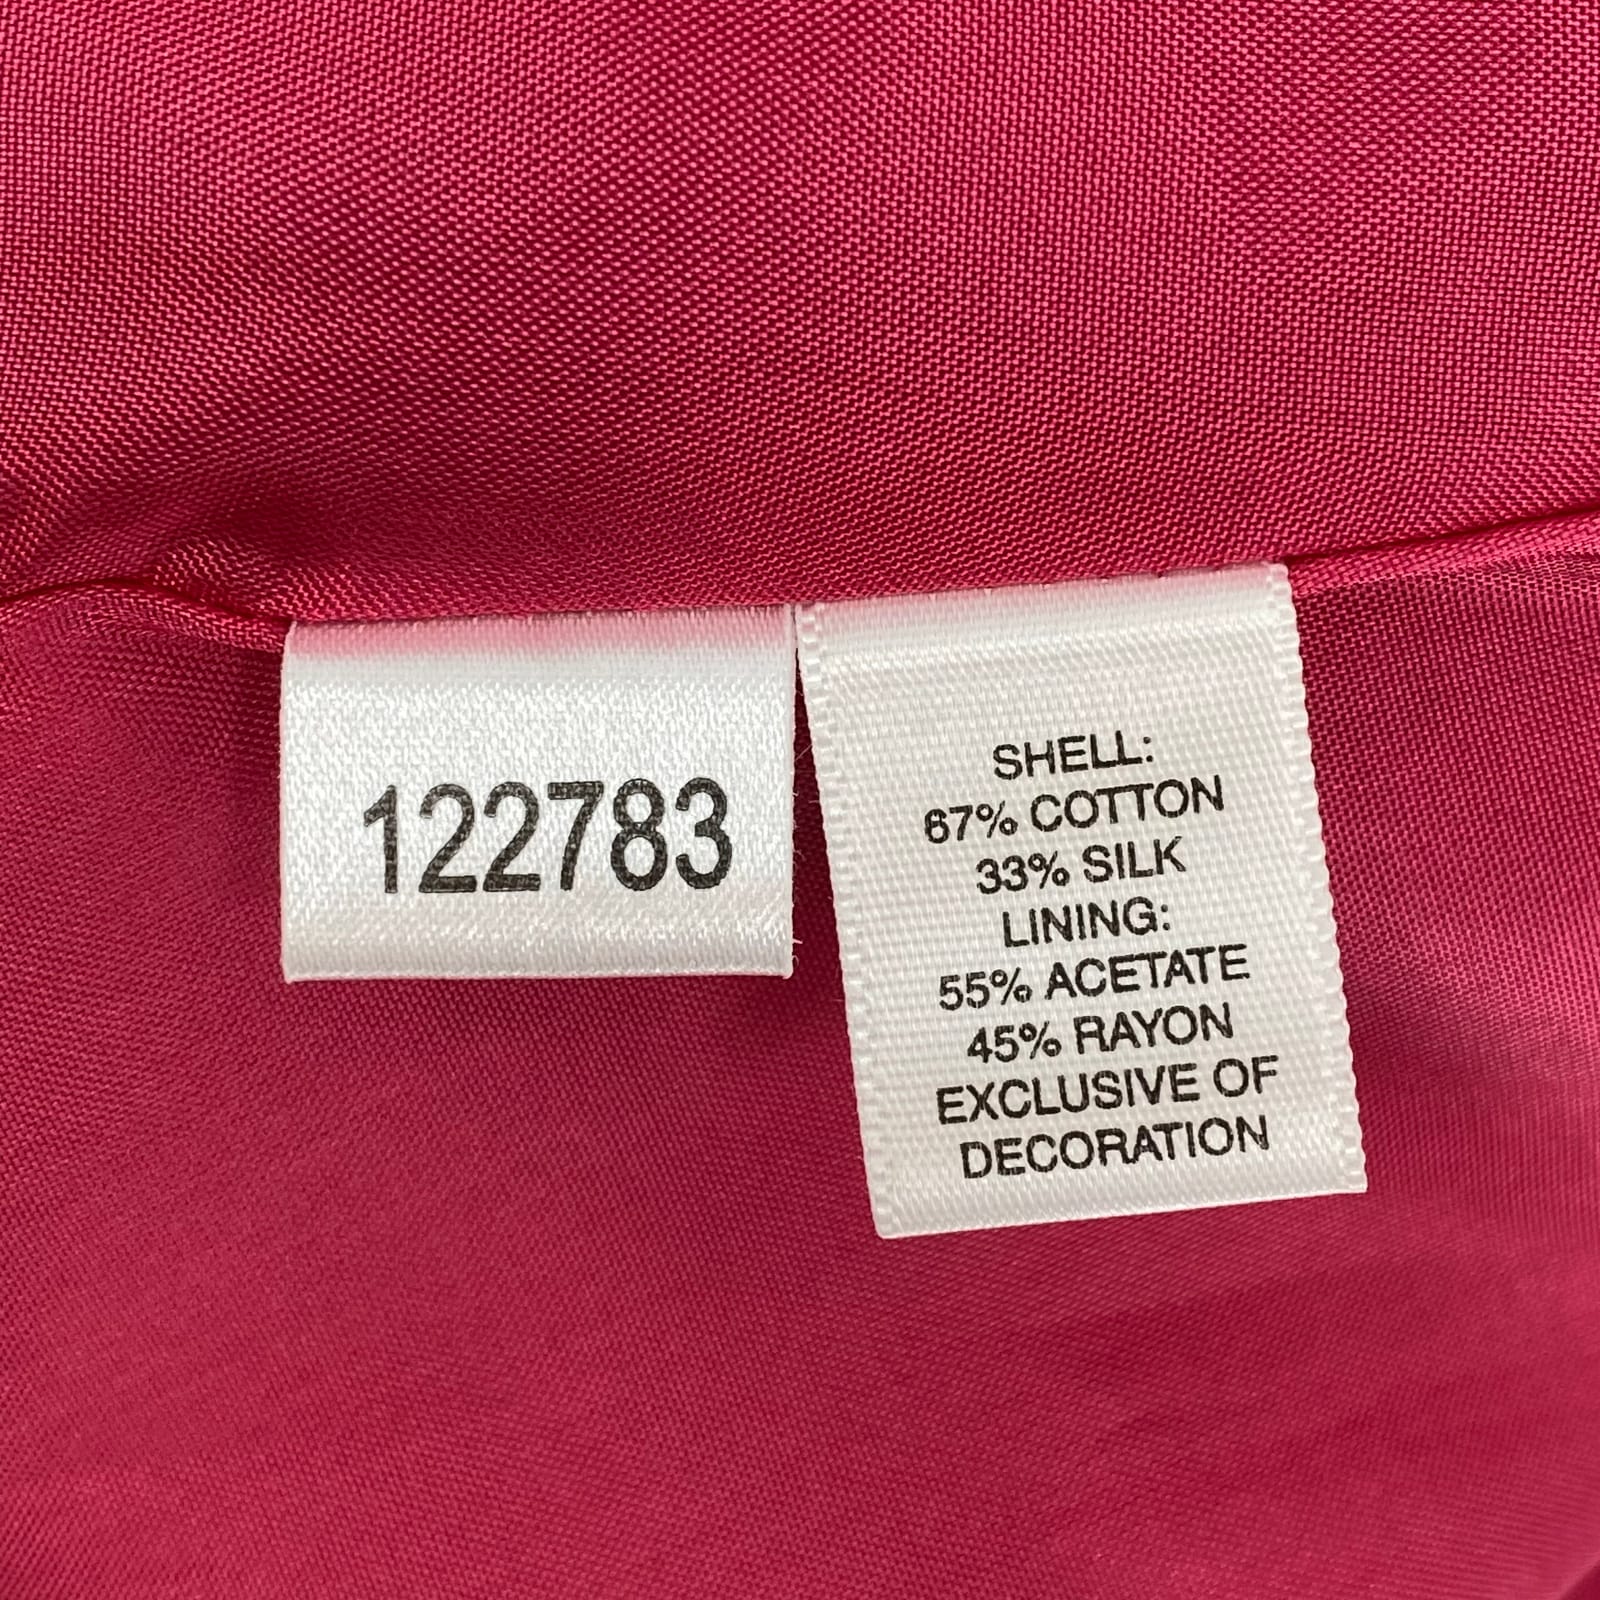 122783
SHELL:
67% COTTON
33% SILK
LINING:
55% ACETATE
45% RAYON
EXCLUSIVE OF
DECORATION